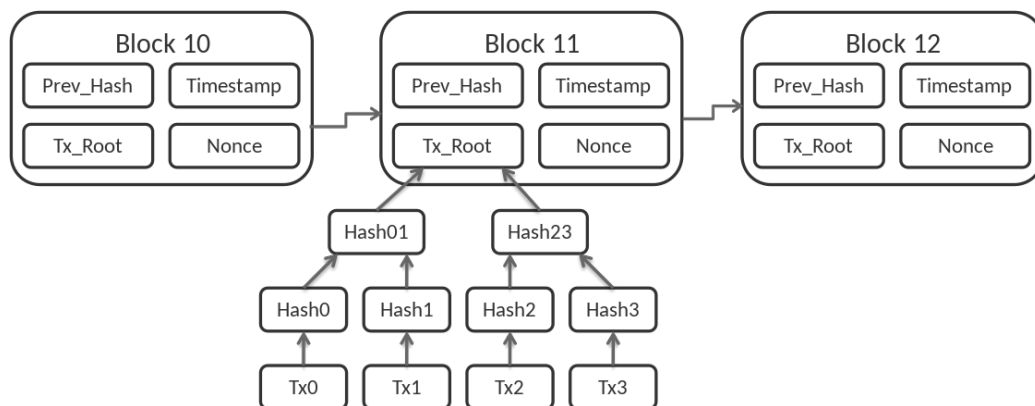 Block 10
Prev_Hash
Timestamp
Tx_Root
Nonce
Block 11
Prev_Hash
Timestamp
Tx_Root
Nonce
Block 12
Prev_Hash
Timestamp
Tx_Root
Nonce
Hash01
Hash23
Hash0
Hash1
Hash2
Hash3
Tx0
Tx1
Tx2
Tx3